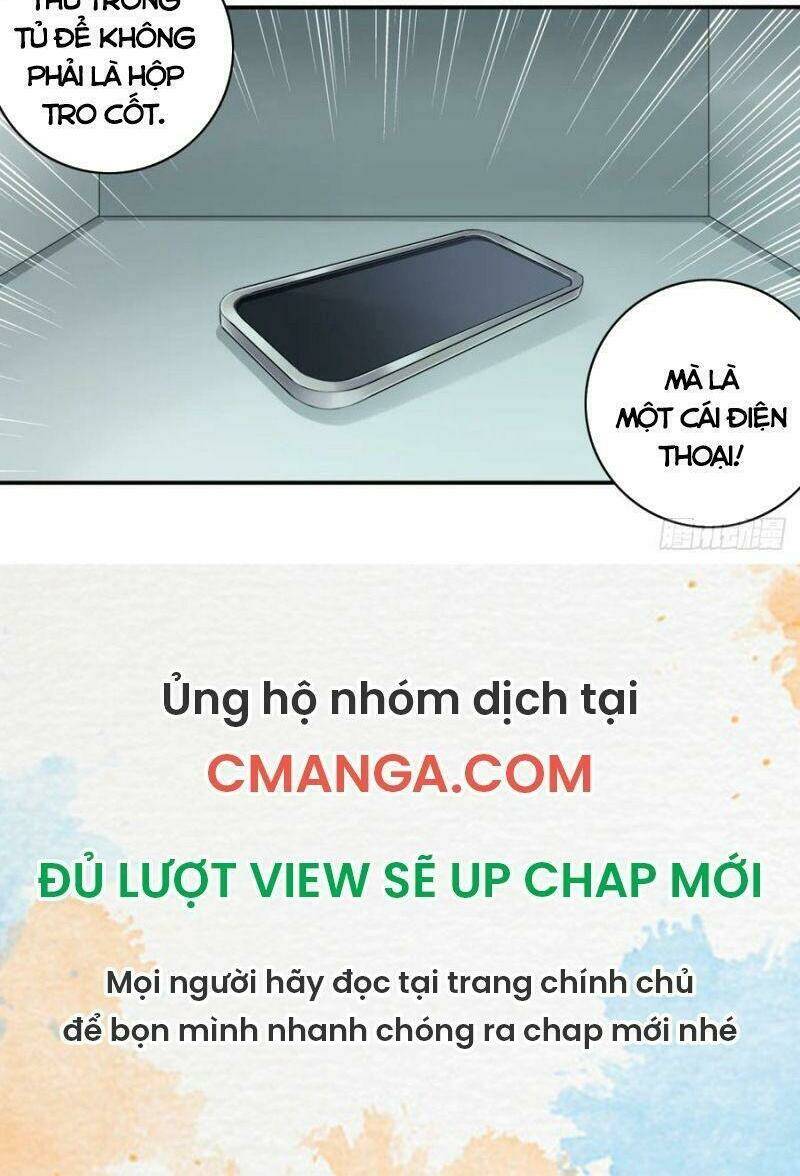 THỨ TRONG
TỦ ĐỂ KHÔNG
PHẢI LÀ HỘP
TRO CỐT.
MÀ LÀ
MỘT CÁI ĐIỆN
THOẠI!
Ủng hộ nhóm dịch tại
CMANGA.COM
ĐỦ LƯỢT VIEW SẼ UP CHAP MỚI
Mọi người hãy đọc tại trang chính chủ
để bọn mình nhanh chóng ra chap mới nhé